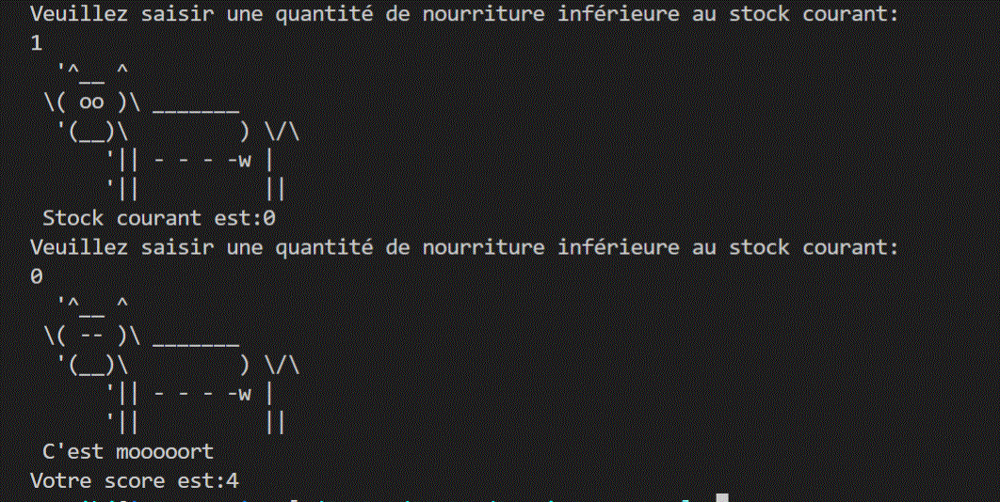 Veuillez saisir une quantité de nourriture inférieure au stock courant:
1
  '^__ ^
 \( oo )\ _______
  '(__)\         ) \/\
      '|| - - - -w |
      '||          ||
 Stock courant est:0
Veuillez saisir une quantité de nourriture inférieure au stock courant:
0
  '^__ ^
 \( -- )\ _______
  '(__)\         ) \/\
      '|| - - - -w |
      '||          ||
 C'est mooooort
Votre score est:4